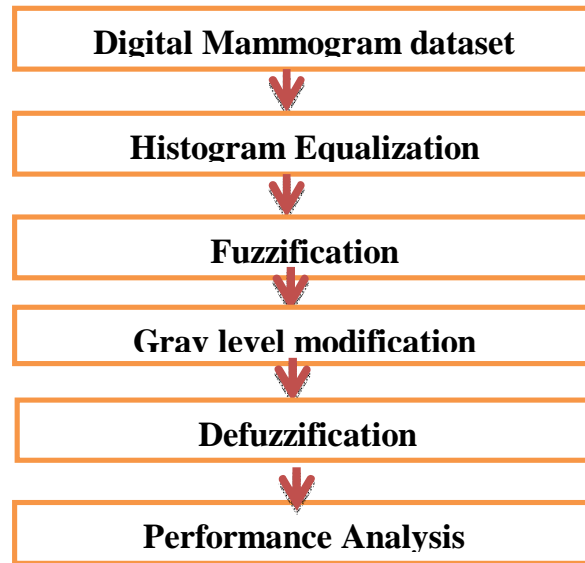 Digital Mammogram dataset
Histogram Equalization
Fuzzification
Gray level modification
Defuzzification
Performance Analysis